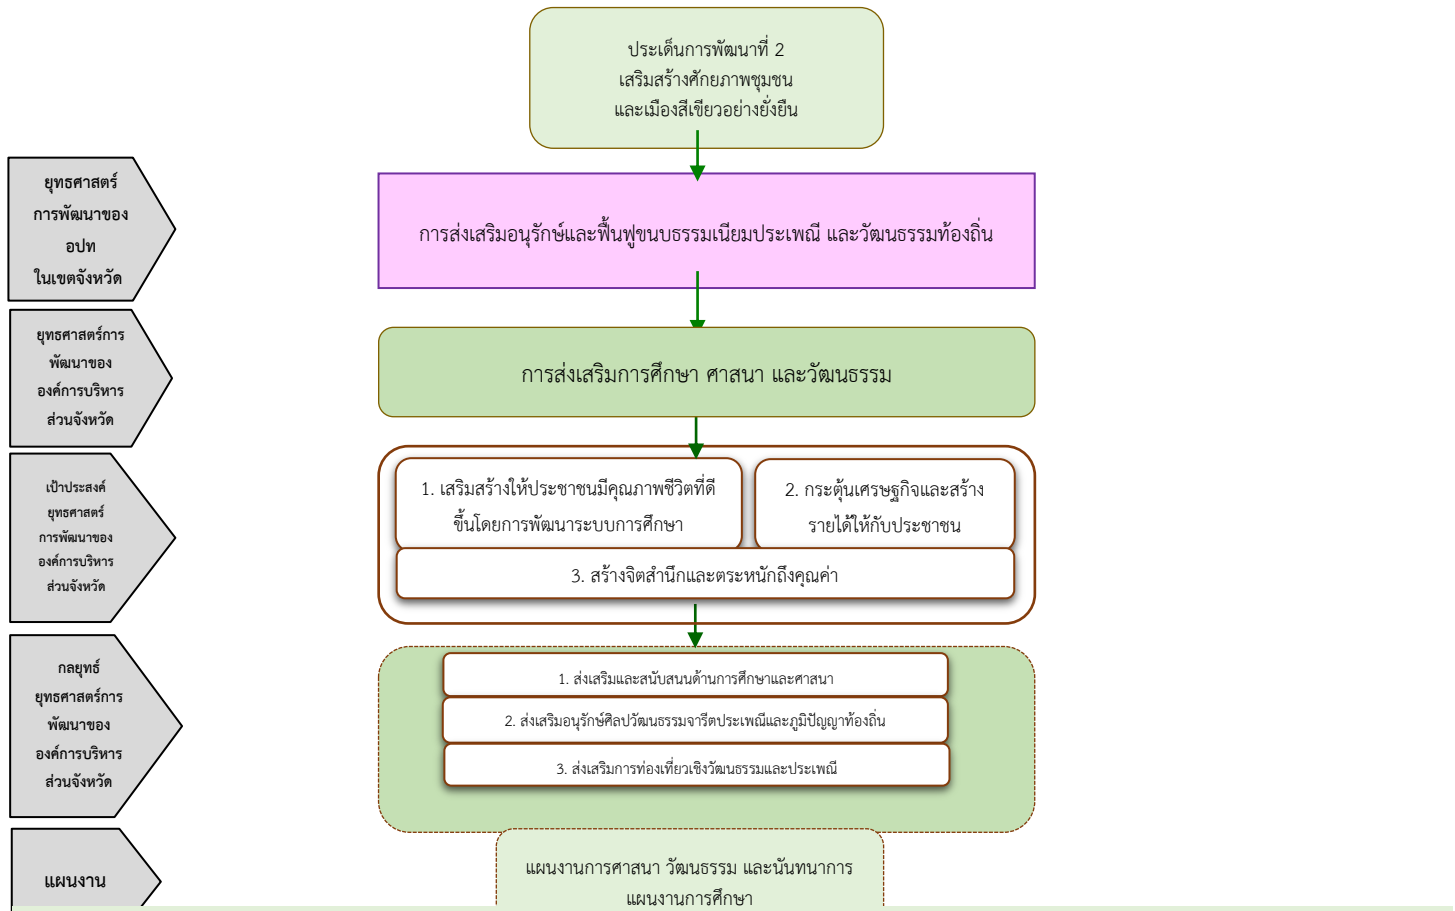 ประเด็นการพัฒนาที่ 2
เสริมสร้างศักยภาพชุมชน
และเมืองสีเขียวอย่างยั่งยืน
ยุทธศาสตร์
การพัฒนาของ
อปท
ในเขตจังหวัด
การส่งเสริมอนุรักษ์และฟื้นฟูขนบธรรมเนียมประเพณี และวัฒนธรรมท้องถิ่น
ยุทธศาสตร์การ
พัฒนาของ
องค์การบริหาร
ส่วนจังหวัด
การส่งเสริมการศึกษา ศาสนา และวัฒนธรรม
เป้าประสงค์
ยุทธศาสตร์
การพัฒนาของ
องค์การบริหาร
ส่วนจังหวัด
1. เสริมสร้างให้ประชาชนมีคุณภาพชีวิตที่ดี
ขึ้นโดยการพัฒนาระบบการศึกษา
2. กระตุ้นเศรษฐกิจและสร้าง
รายได้ให้กับประชาชน
3. สร้างจิตสำนึกและตระหนักถึงคุณค่า
กลยุทธ์
ยุทธศาสตร์การ
พัฒนาของ
องค์การบริหาร
ส่วนจังหวัด
1. ส่งเสริมและสนับสนนด้านการศึกษาและศาสนา
2. ส่งเสริมอนุรักษ์ศิลปวัฒนธรรมจารีตประเพณีและภูมิปัญญาท้องถิ่น
3. ส่งเสริมการท่องเที่ยวเชิงวัฒนธรรมและประเพณี
แผนงาน
แผนงานการศาสนา วัฒนธรรม และนันทนาการ
แผนงานการศึกษา